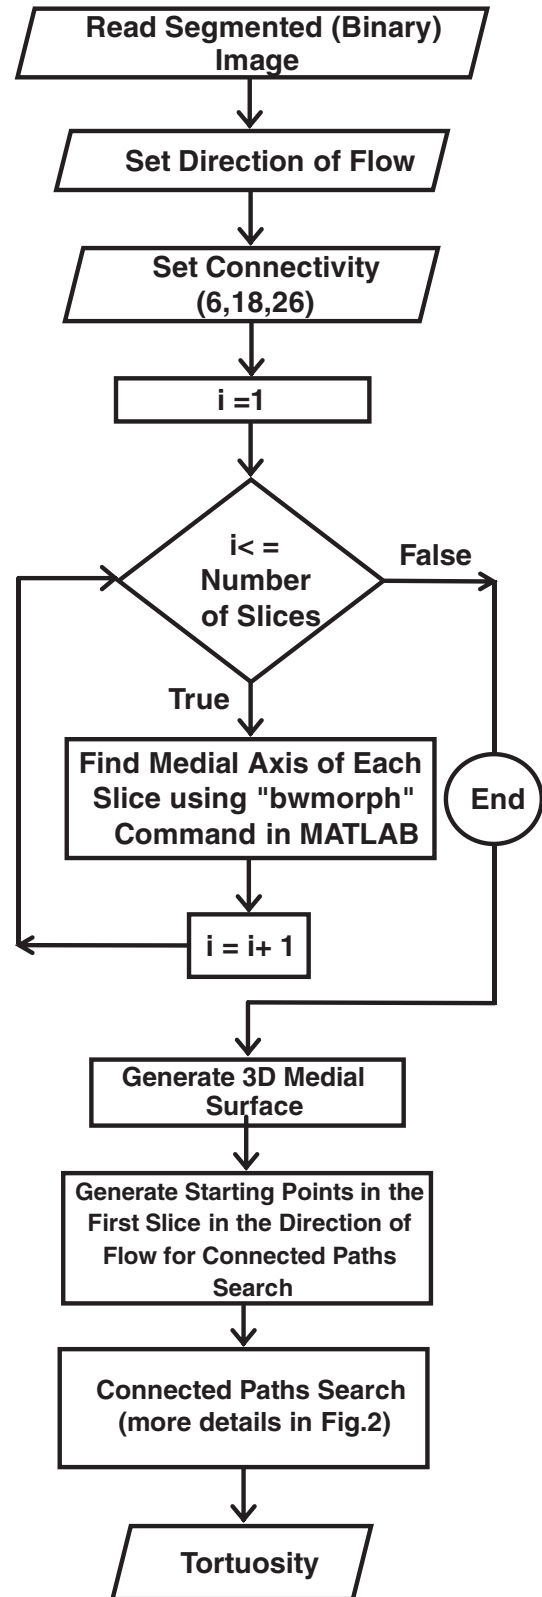 Read Segmented (Binary)
Image
Set Direction of Flow
Set Connectivity
(6,18,26)
i =1
i< =
Number
of Slices
False
True
Find Medial Axis of Each
Slice using "bwmorph"
Command in MATLAB
End
i = i+ 1
Generate 3D Medial
Surface
Generate Starting Points in the
First Slice in the Direction of
Flow for Connected Paths
Search
Connected Paths Search
(more details in Fig.2)
Tortuosity